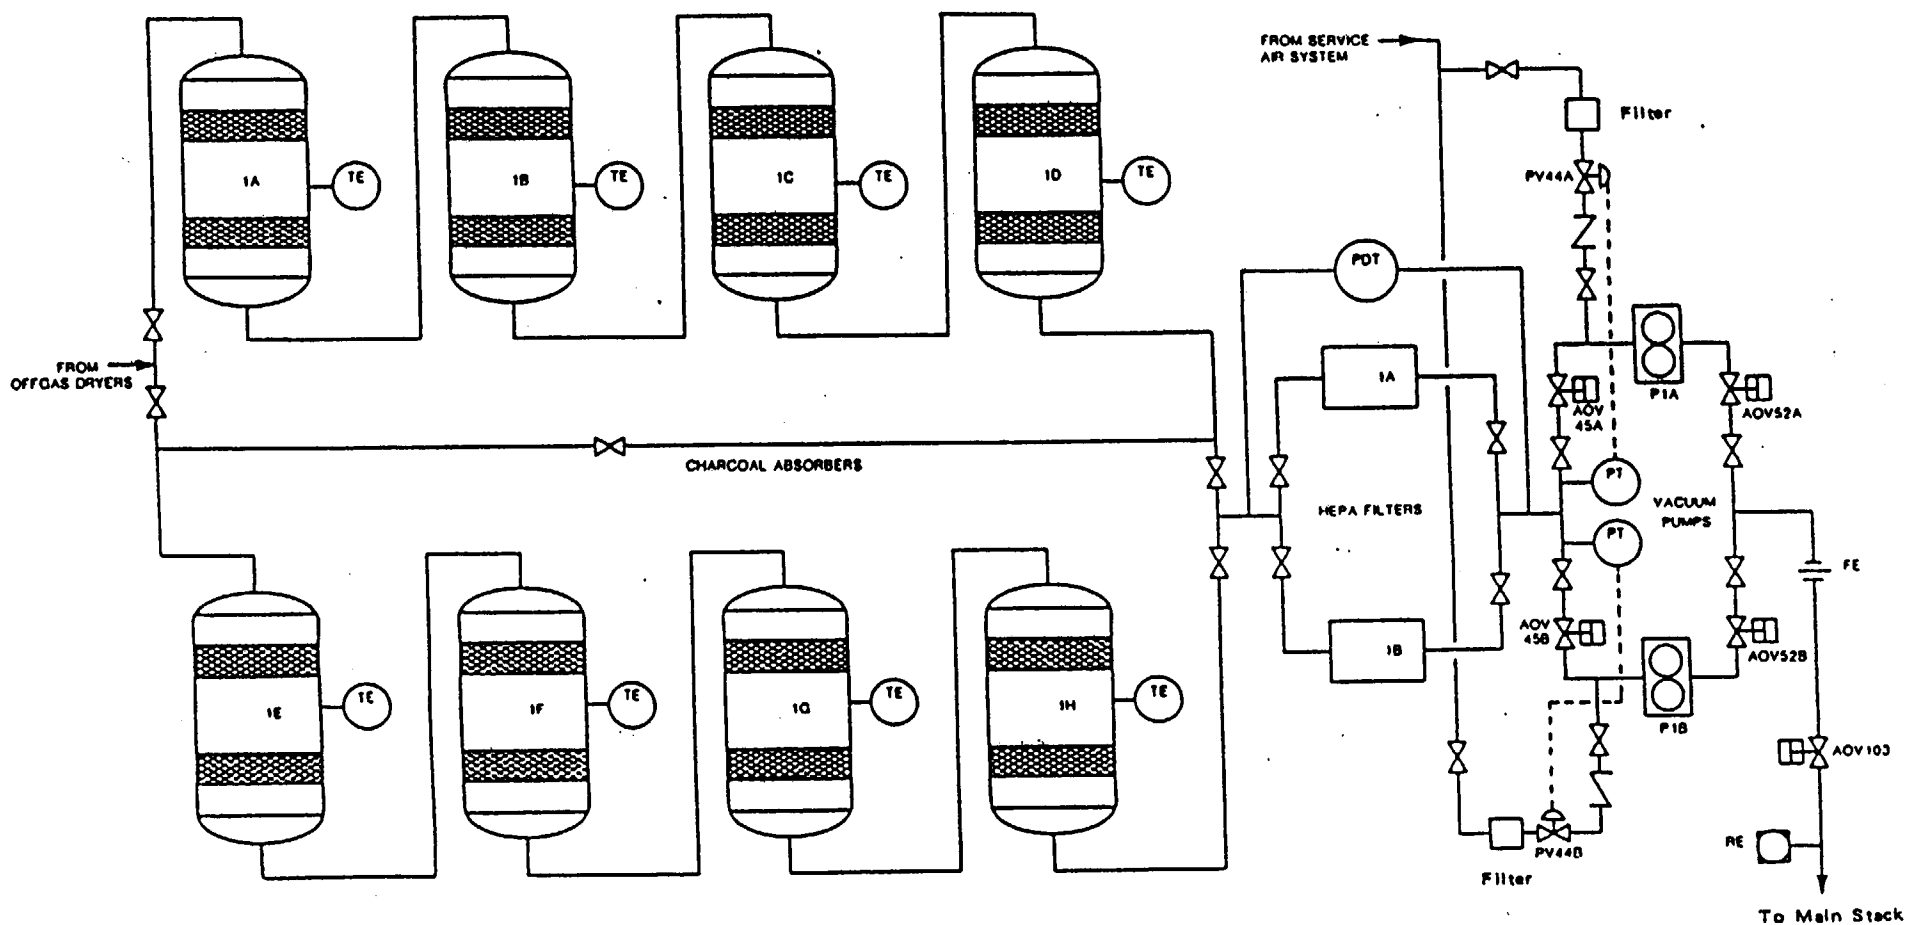 FROM SERVICE
AIR SYSTEM
Filter
1A
TE
1B
TE
1C
TE
1D
TE
PV44A
PDT
FROM
OFFGAS DRYERS
1A
P1A
AOV
45A
AOV52A
CHARCOAL ABSORBERS
PT
HEPA FILTERS
VACUUM
PUMPS
PT
FE
AOV
45B
1B
AOV52B
1E
TE
1F
TE
1G
TE
1H
TE
P1B
AOV103
PV44B
RE
Filter
To Main Stack